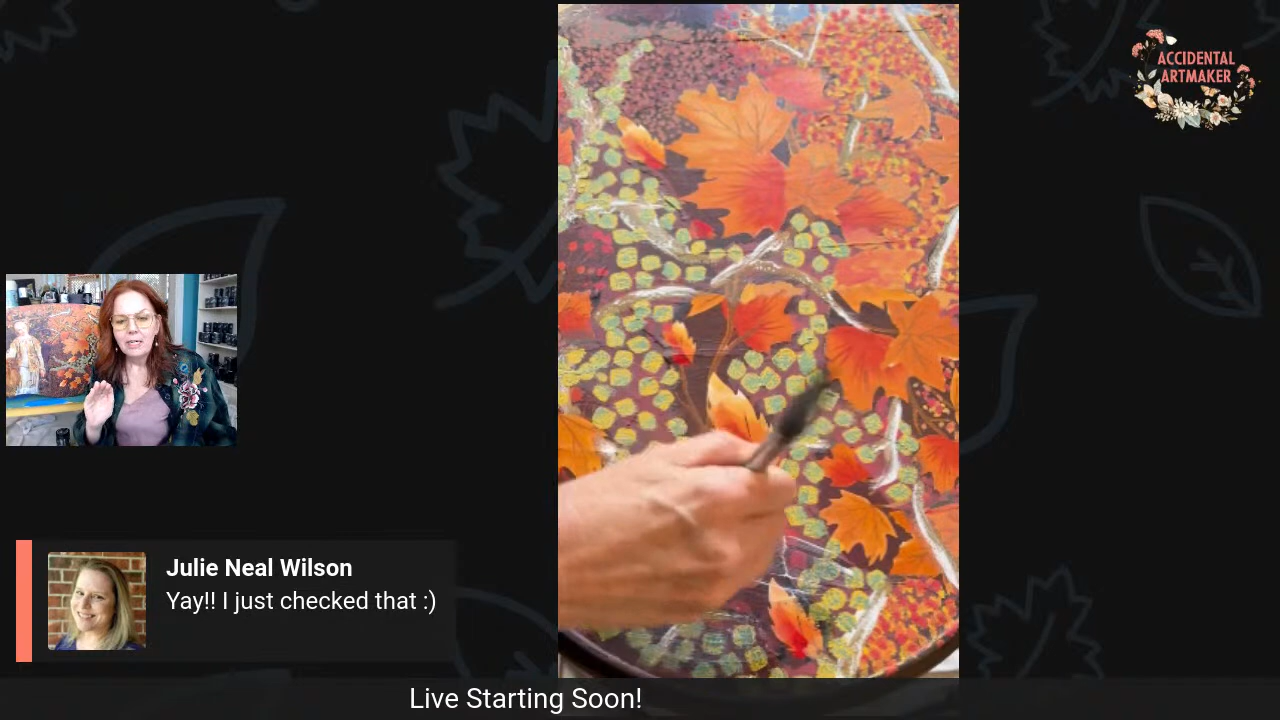 ACCIDENTAL
ARTMAKER
Julie Neal Wilson
Yay!! I just checked that :)
Live Starting Soon!